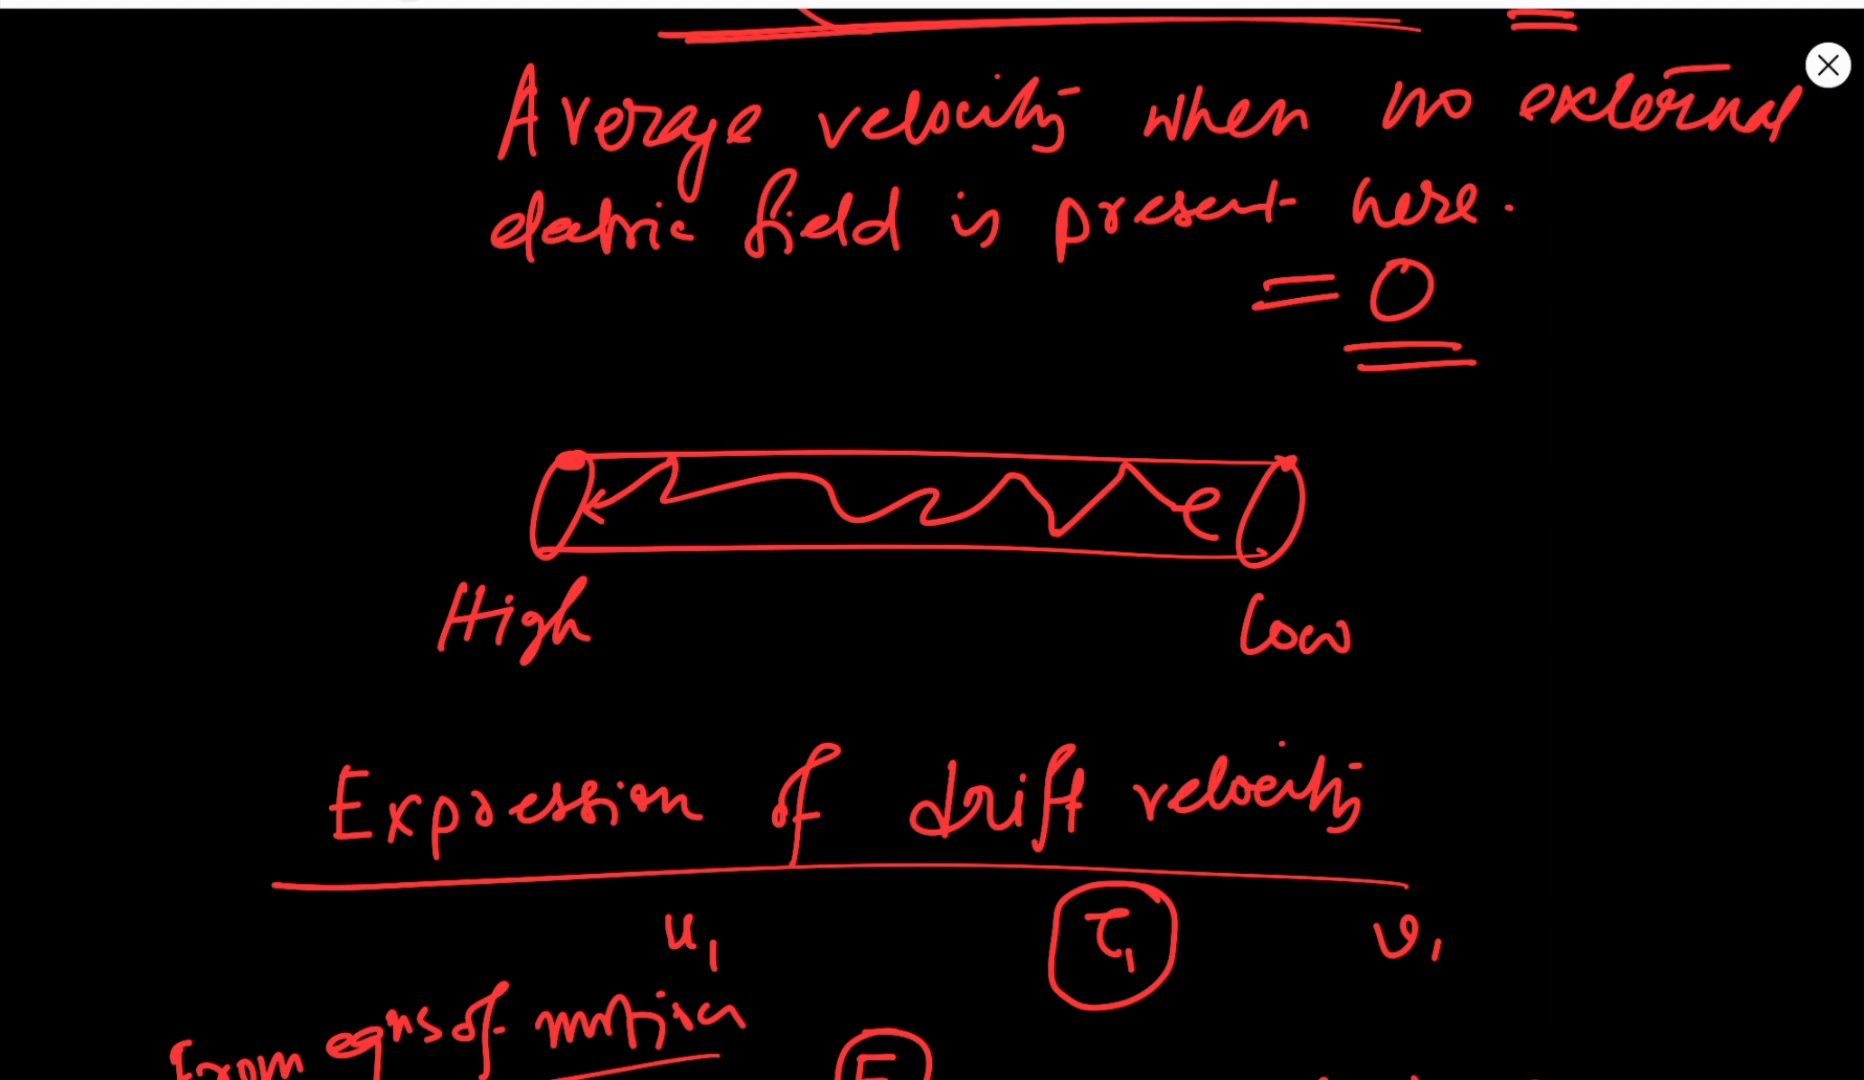 Average velocity when no external
electric field is present here.
= 0
e
High Low
Expression of drift velocity
u₁ τ₁ v₁
From eqns of motion